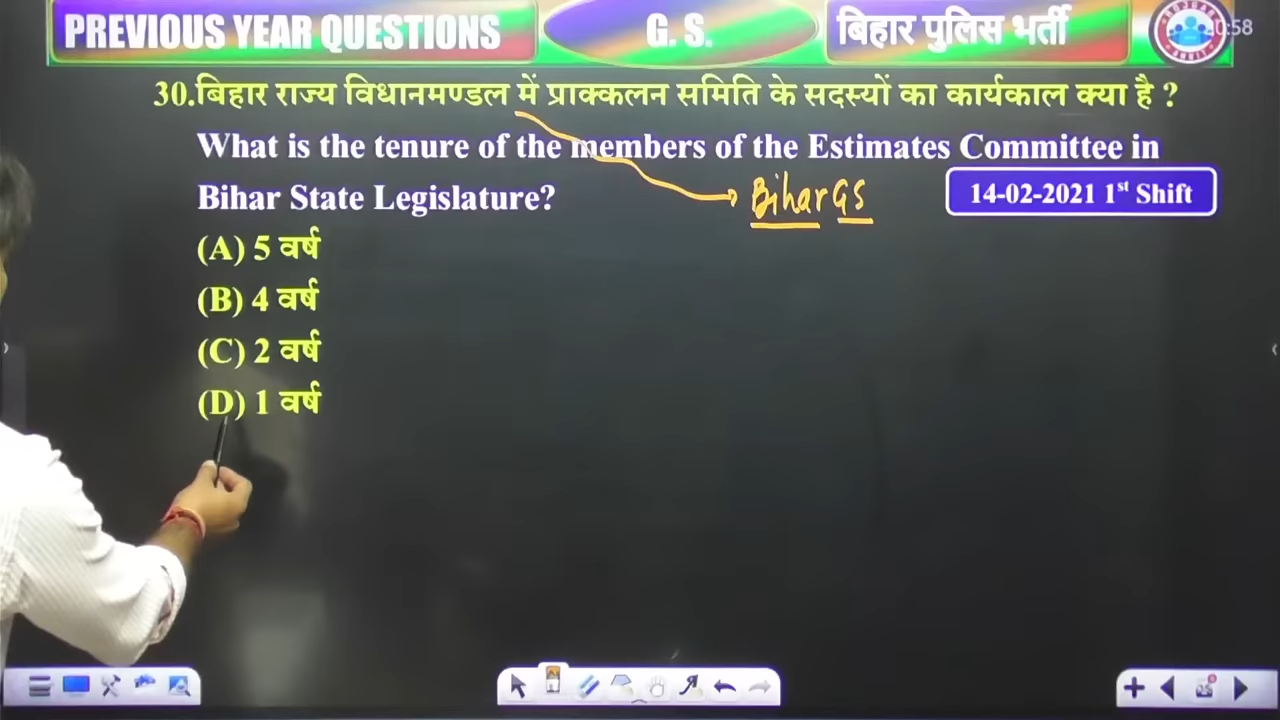 PREVIOUS YEAR QUESTIONS
G. S.
बिहार पुलिस भर्ती
30.बिहार राज्य विधानमण्डल में प्राक्कलन समिति के सदस्यों का कार्यकाल क्या है ?
What is the tenure of the members of the Estimates Committee in
Bihar State Legislature?
Bihar GS
14-02-2021 1st Shift
(A) 5 वर्ष
(B) 4 वर्ष
(C) 2 वर्ष
(D) 1 वर्ष